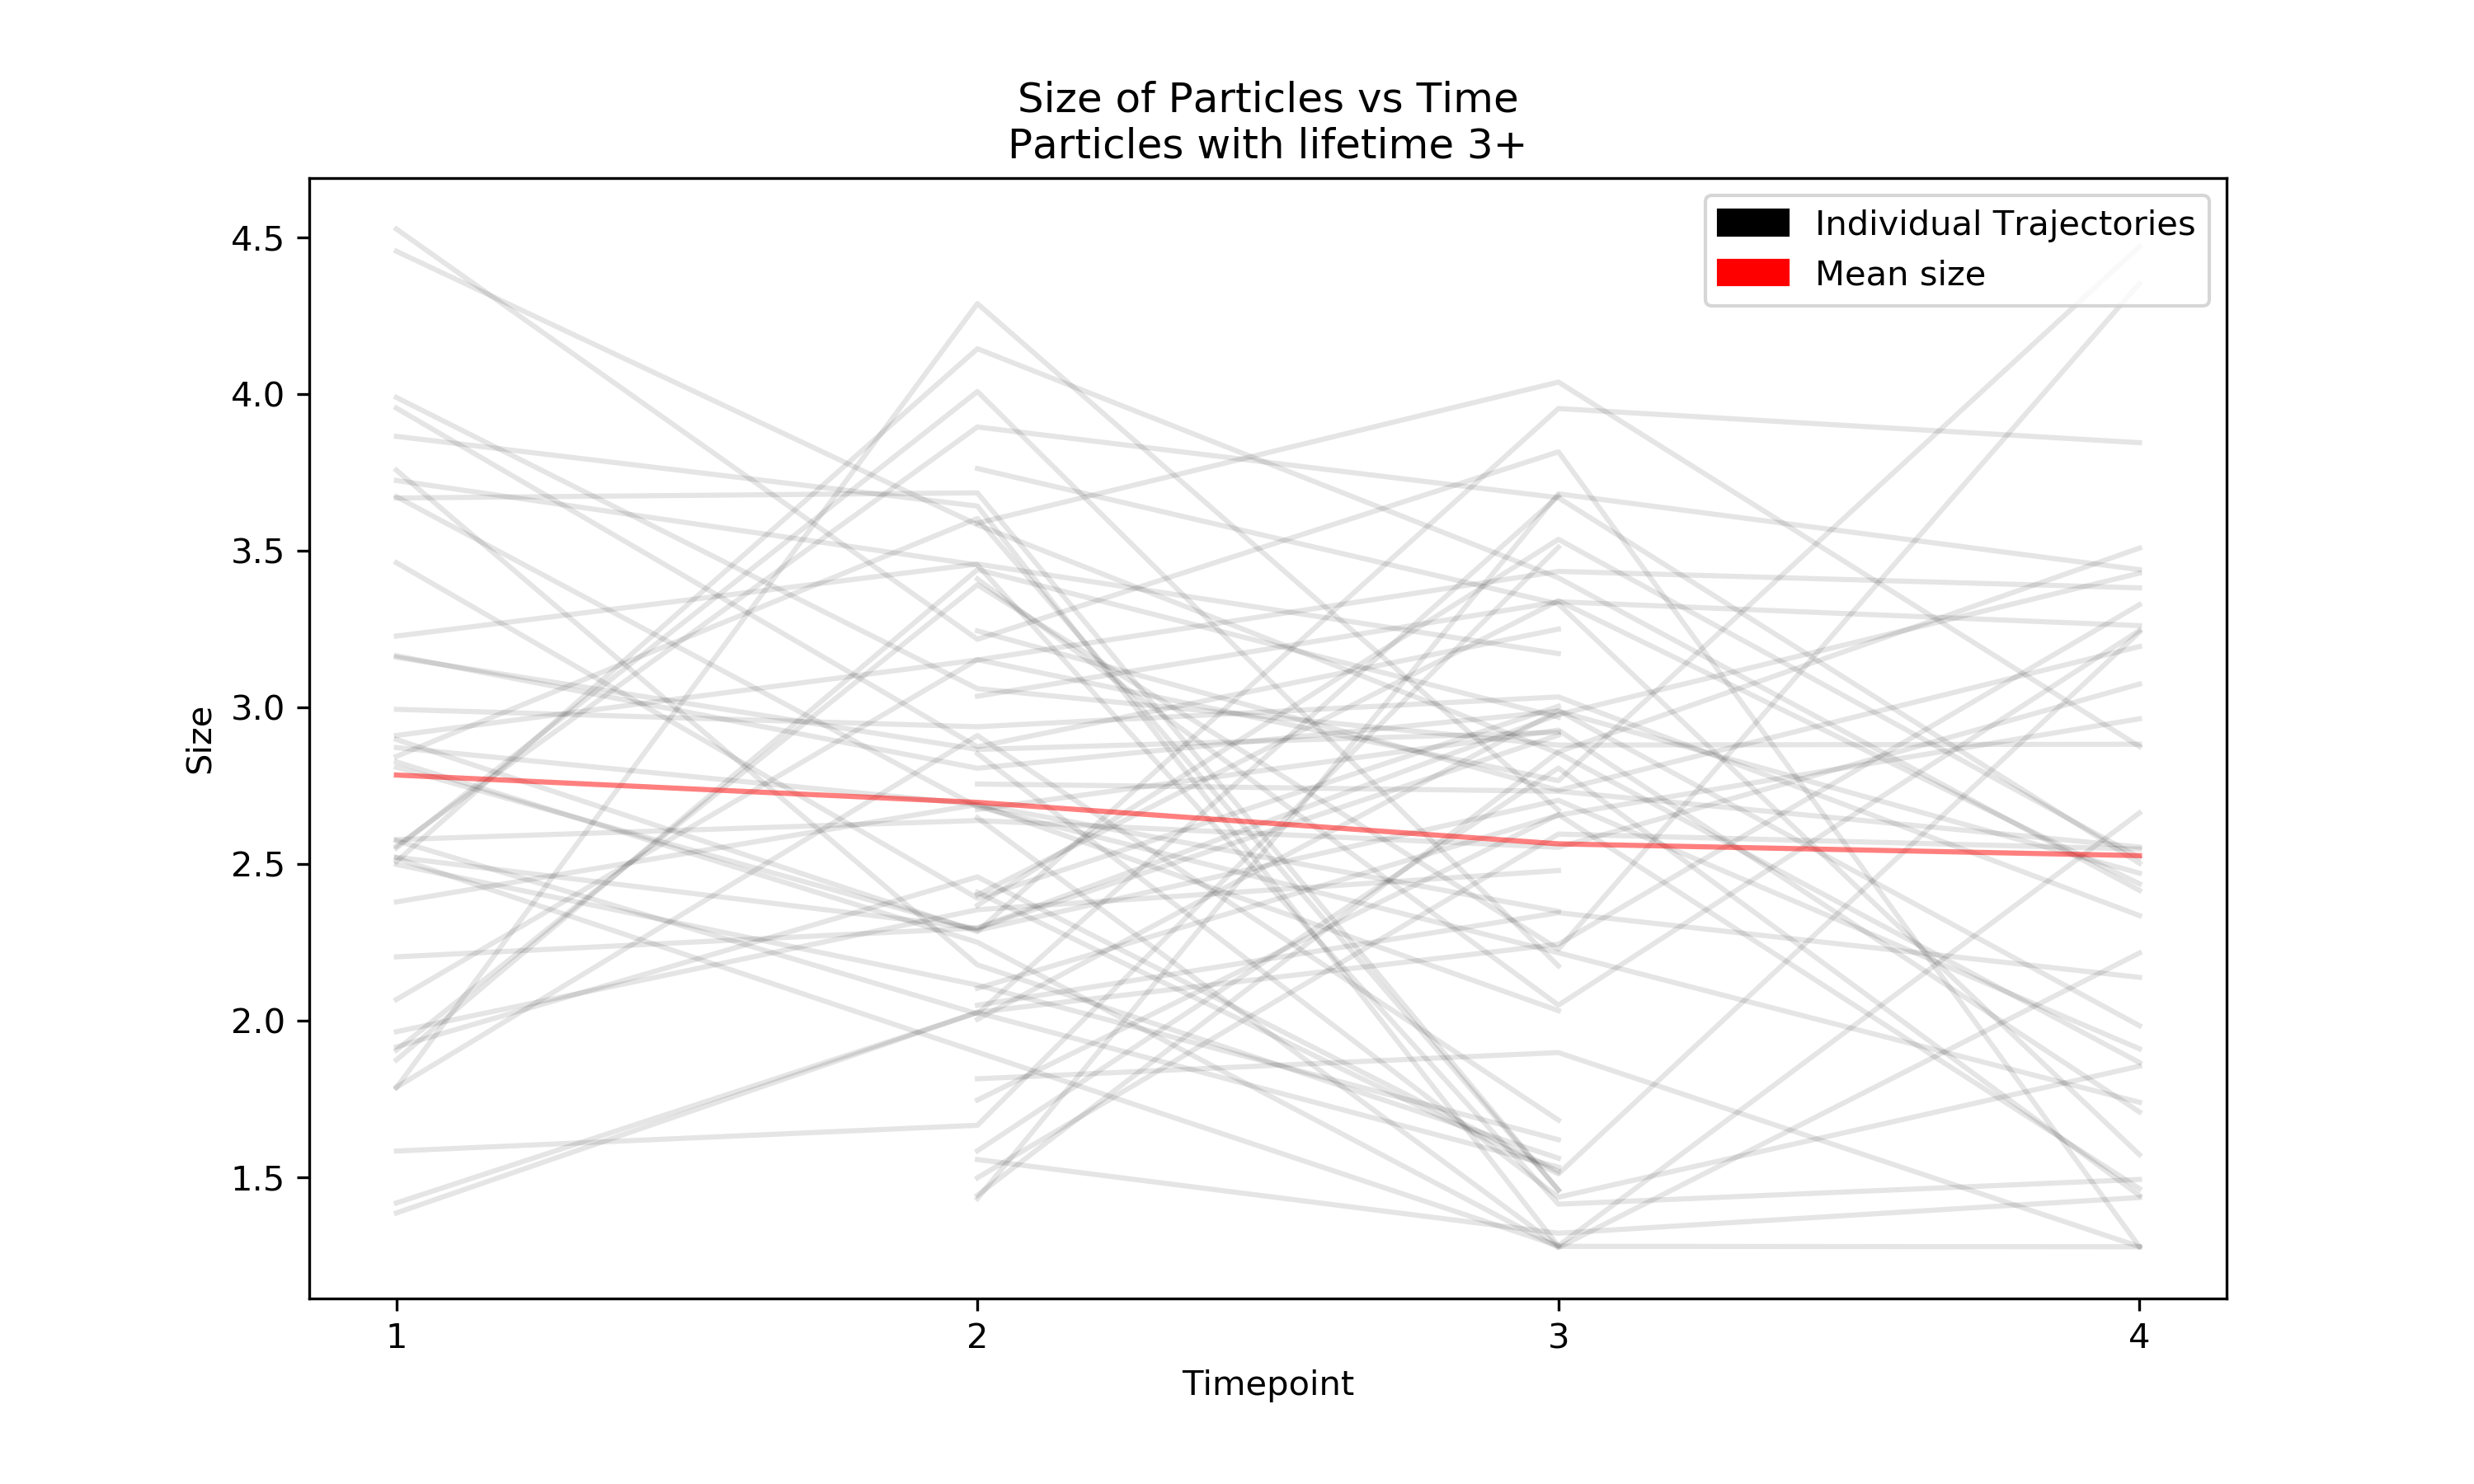 Size of Particles vs Time
Particles with lifetime 3+
Individual Trajectories
Mean size
Size
4.5
4.0
3.5
3.0
2.5
2.0
1.5
1 2 3 4
Timepoint